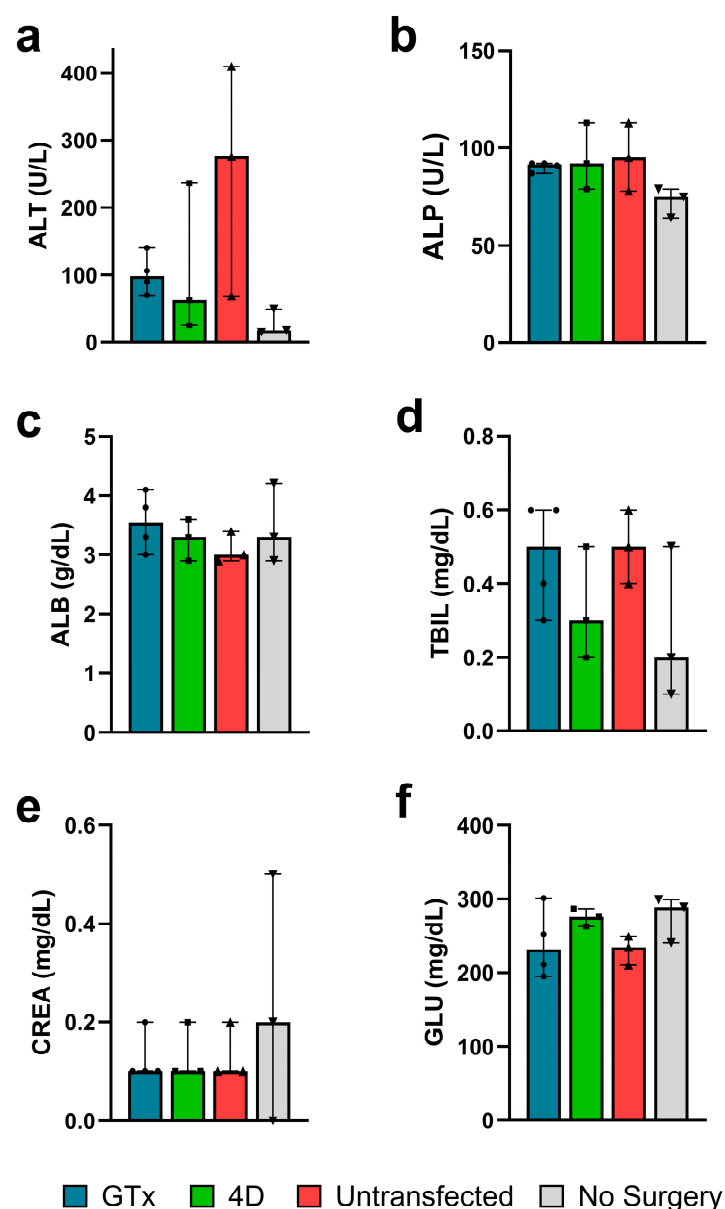 a
ALT (U/L)
400
300
200
100
0
b
ALP (U/L)
150
100
50
0
c
ALB (g/dL)
5
4
3
2
1
0
d
TBIL (mg/dL)
0.8
0.6
0.4
0.2
0.0
e
CREA (mg/dL)
0.6
0.4
0.2
0.0
f
GLU (mg/dL)
400
300
200
100
0
GTx 4D Untransfected No Surgery